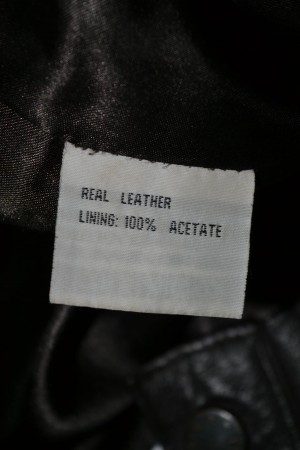 REAL LEATHER
LINING: 100% ACETATE